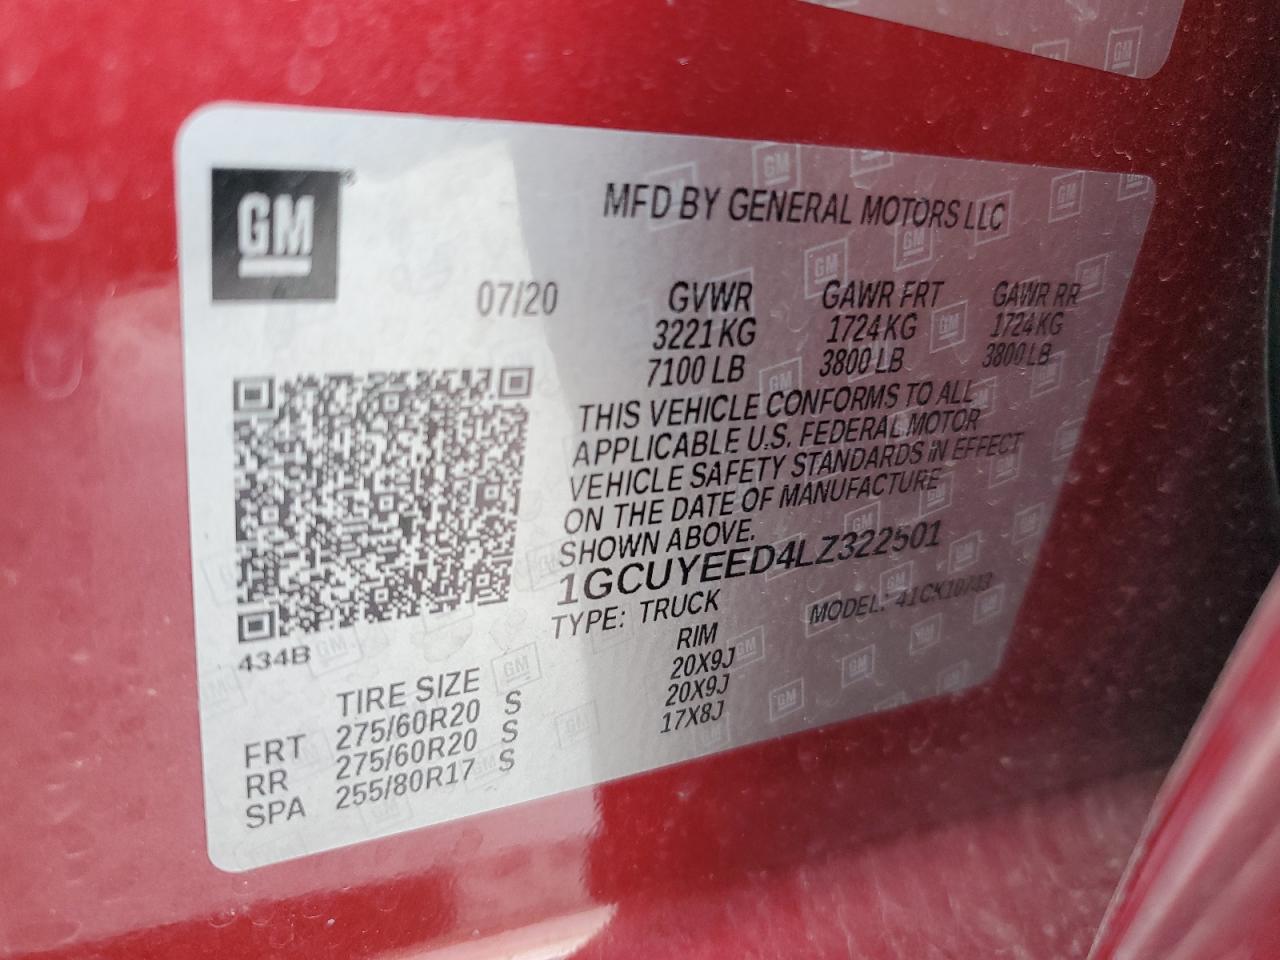 GM
MFD BY GENERAL MOTORS LLC
07/20 GVWR GAWR FRT GAWR RR
3221 KG 1724 KG 1724 KG
7100 LB 3800 LB 3800 LB
THIS VEHICLE CONFORMS TO ALL
APPLICABLE U.S. FEDERAL MOTOR
VEHICLE SAFETY STANDARDS IN EFFECT
ON THE DATE OF MANUFACTURE
SHOWN ABOVE.
1GCUYEED4LZ322501
TYPE: TRUCK MODEL: 41CK10743
434B
TIRE SIZE RIM
FRT 275/60R20 S 20X9J
RR 275/60R20 S 20X9J
SPA 255/80R17 S 17X8J